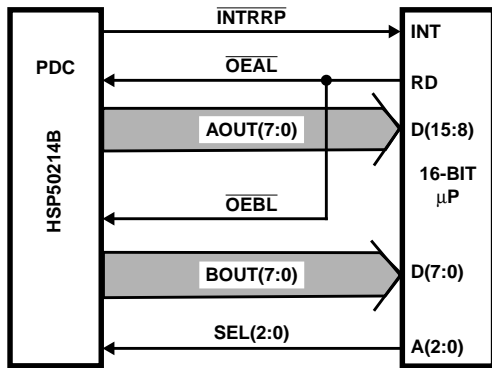 INTRRP
INT
PDC
OEAL
RD
HSP50214B
AOUT(7:0)
D(15:8)
16-BIT
μP
OEBL
BOUT(7:0)
D(7:0)
SEL(2:0)
A(2:0)